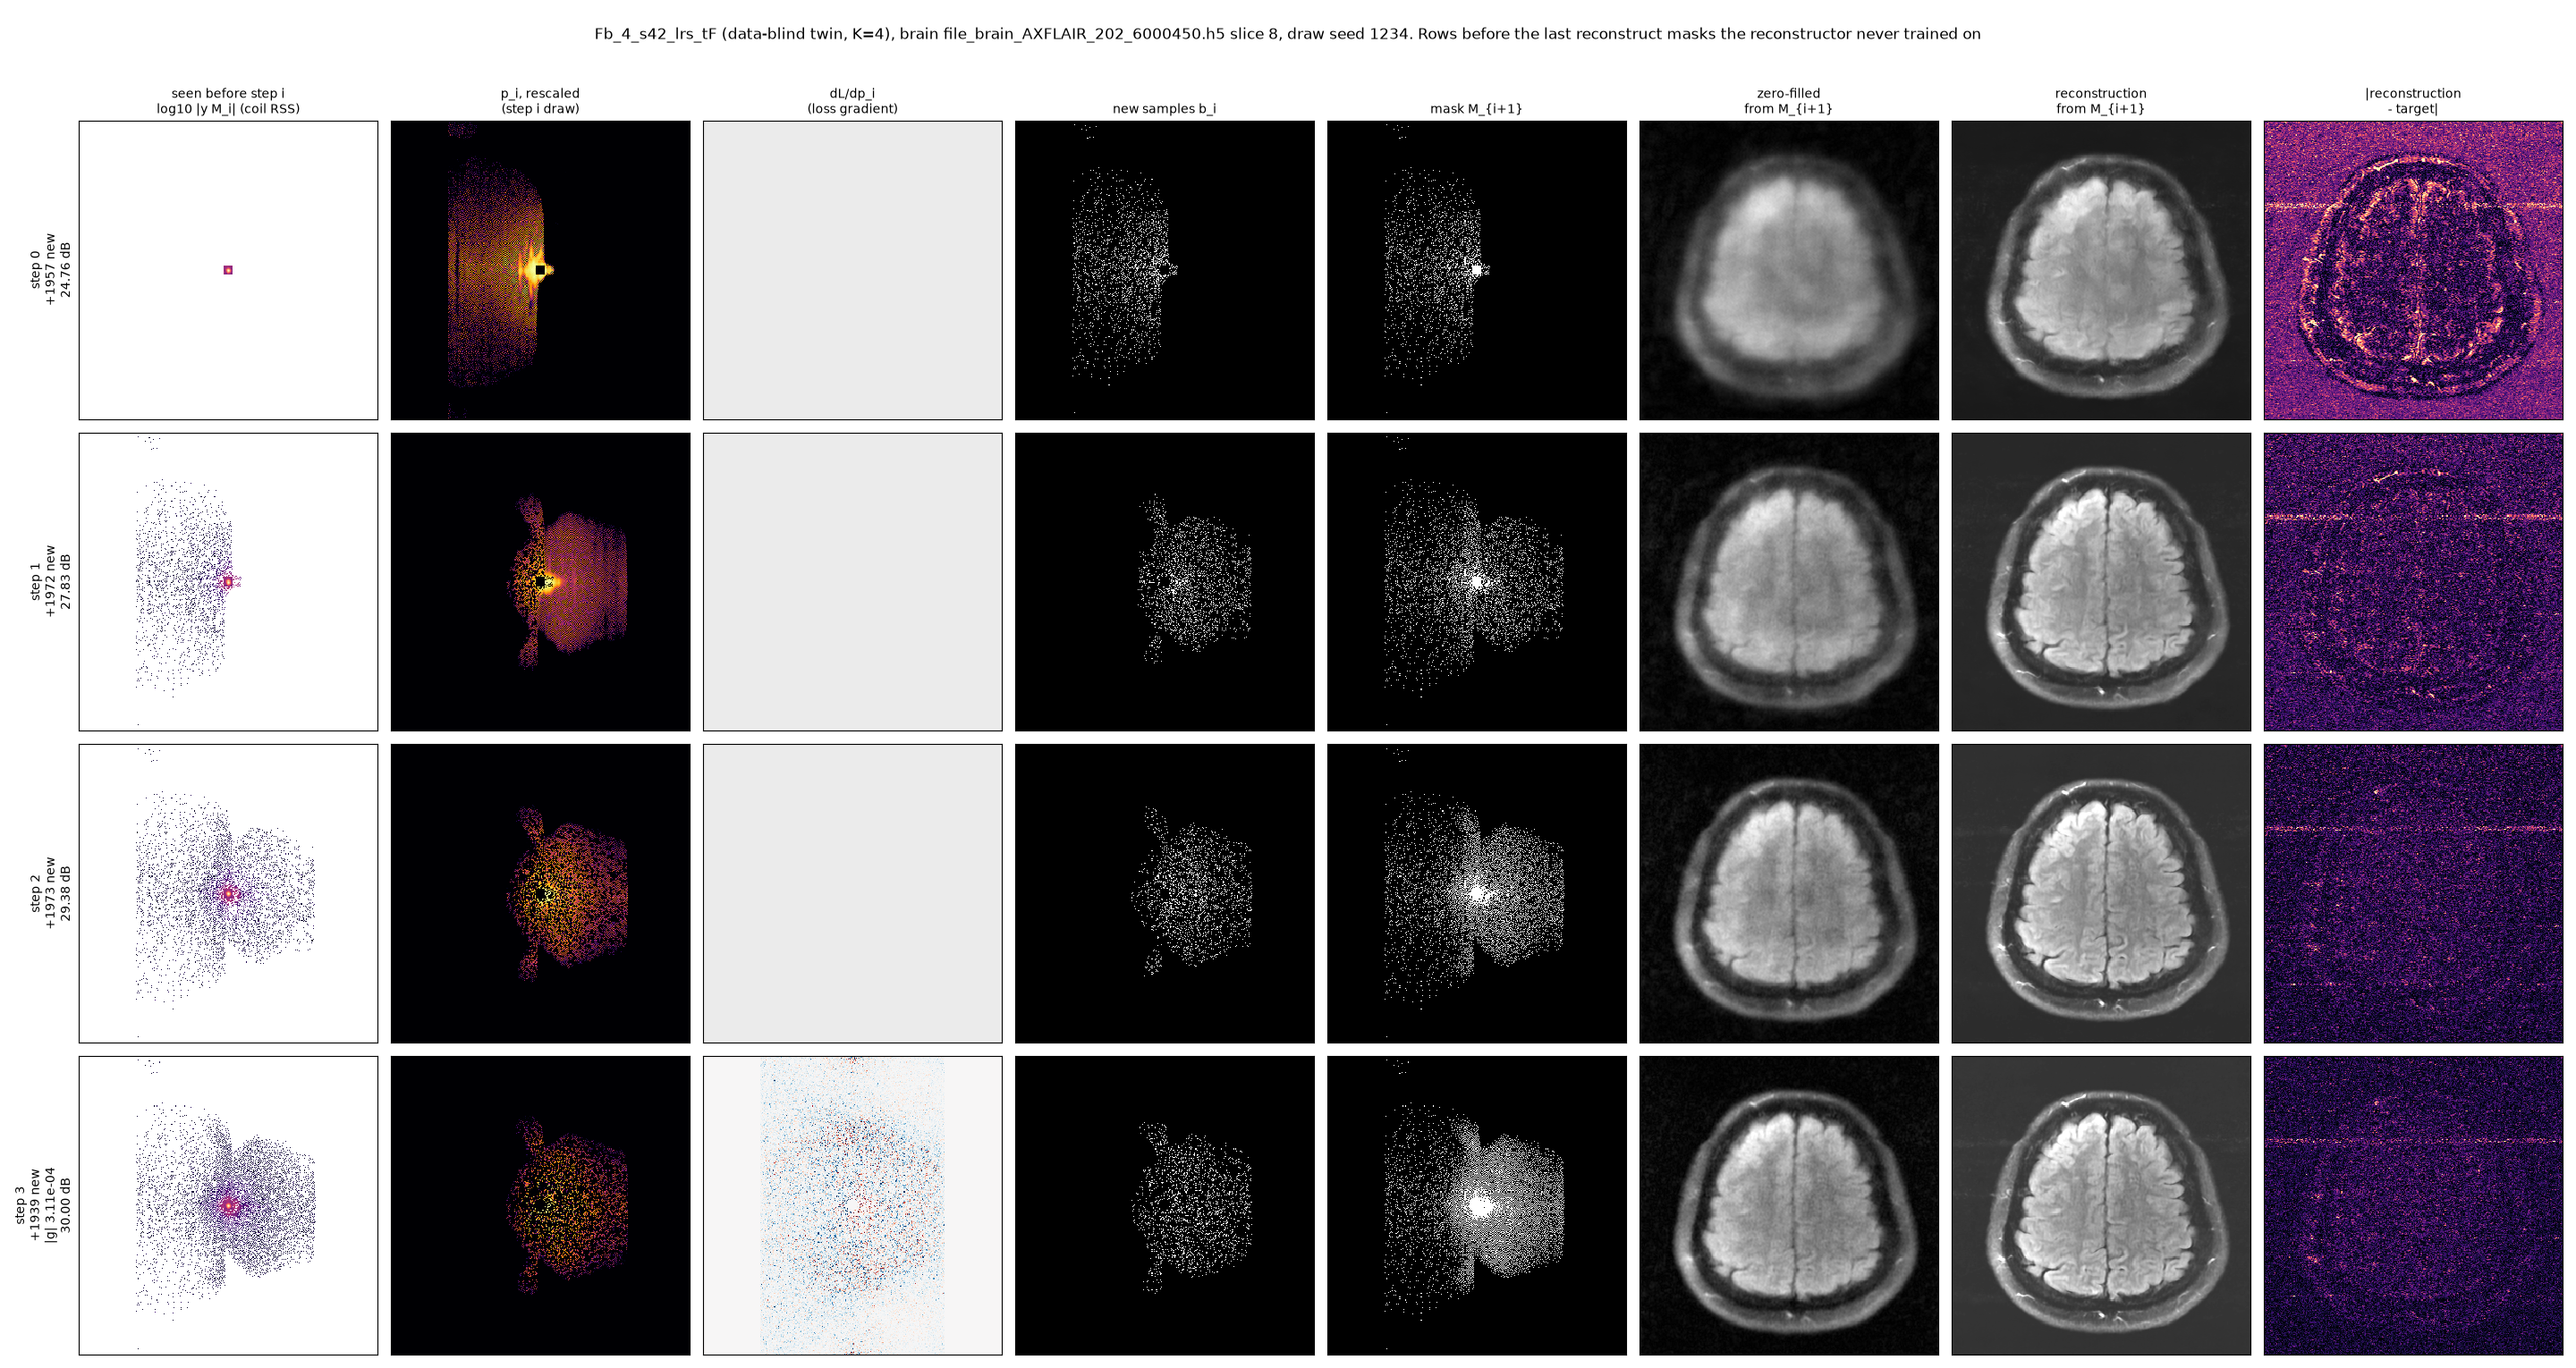 Fb_4_s42_lrs_tF (data-blind twin, K=4), brain file_brain_AXFLAIR_202_6000450.h5 slice 8, draw seed 1234. Rows before the last reconstruct masks the reconstructor never trained on
seen before step i
log10 |y M_i| (coil RSS)
p_i, rescaled
(step i draw)
dL/dp_i
(loss gradient)
new samples b_i
mask M_{i+1}
zero-filled
from M_{i+1}
reconstruction
from M_{i+1}
|reconstruction
- target|
step 0
+1957 new
24.76 dB
step 1
+1972 new
27.83 dB
step 2
+1973 new
29.38 dB
step 3
+1939 new
|g| 3.11e-04
30.00 dB